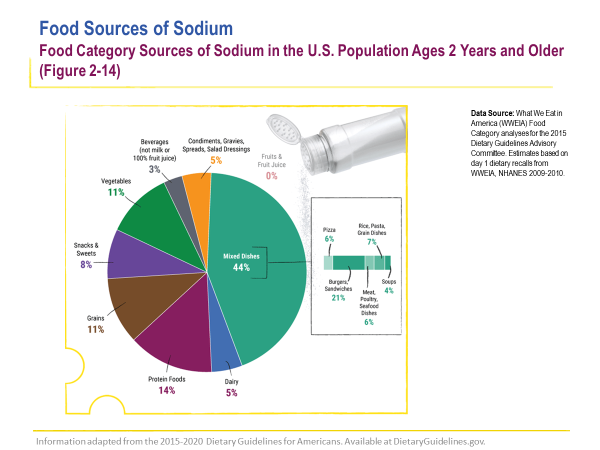 Food Sources of Sodium
Food Category Sources of Sodium in the U.S. Population Ages 2 Years and Older
(Figure 2-14)
Data Source: What We Eat in
America (WWEIA) Food
Category analyses for the 2015
Dietary Guidelines Advisory
Committee. Estimates based on
day 1 dietary recalls from
WWEIA, NHANES 2009-2010.
Condiments, Gravies,
Spreads, Salad Dressings
5%
Beverages
(not milk or
100% fruit juice)
3%
Fruits &
Fruit Juice
0%
Vegetables
11%
Snacks &
Sweets
8%
Grains
11%
Protein Foods
14%
Dairy
5%
Mixed Dishes
44%
Pizza
6%
Rice, Pasta,
Grain Dishes
7%
Burgers,
Sandwiches
21%
Meat,
Poultry,
Seafood
Dishes
6%
Soups
4%
Information adapted from the 2015-2020 Dietary Guidelines for Americans. Available at DietaryGuidelines.gov.